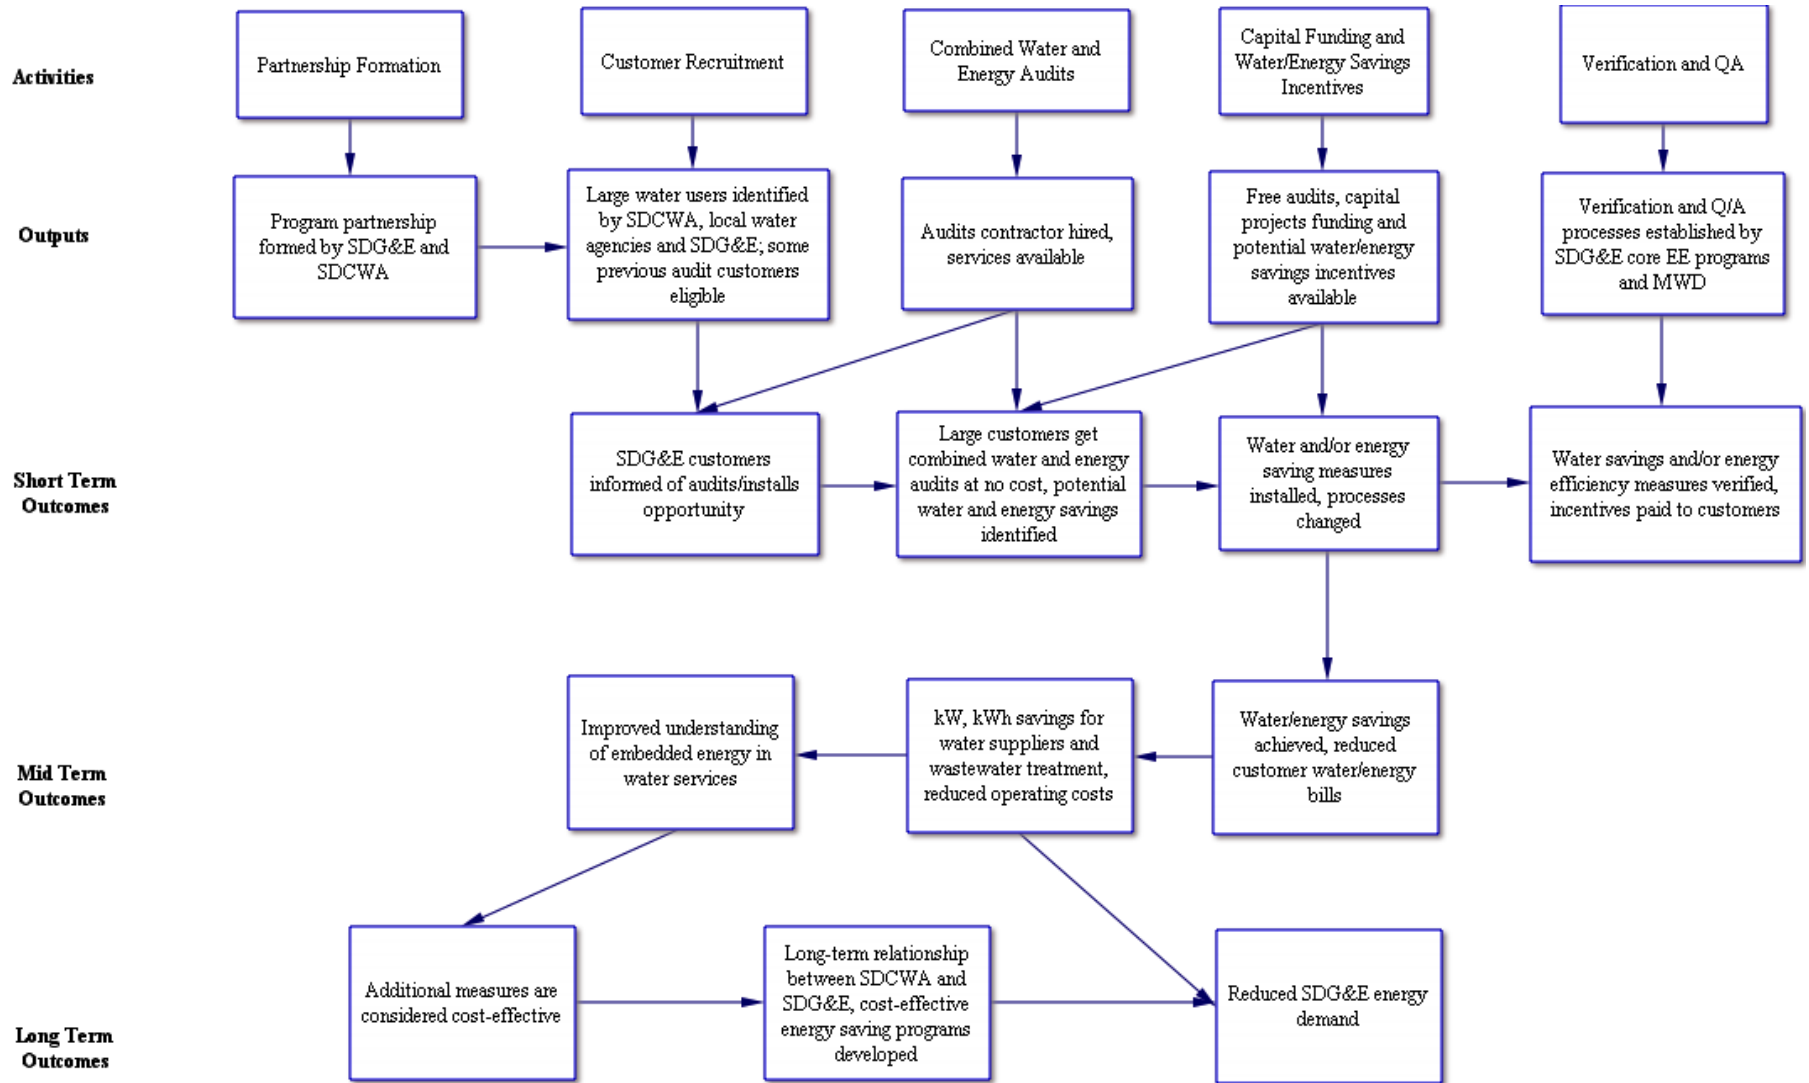 Activities
Partnership Formation
Customer Recruitment
Combined Water and
Energy Audits
Capital Funding and
Water/Energy Savings
Incentives
Verification and QA
Outputs
Program partnership
formed by SDG&E and
SDCWA
Large water users identified
by SDCWA, local water
agencies and SDG&E; some
previous audit customers
eligible
Audits contractor hired,
services available
Free audits, capital
projects funding and
potential water/energy
savings incentives
available
Verification and Q/A
processes established by
SDG&E core EE programs
and MWD
Short Term
Outcomes
SDG&E customers
informed of audits/installs
opportunity
Large customers get
combined water and energy
audits at no cost, potential
water and energy savings
identified
Water and/or energy
saving measures
installed, processes
changed
Water savings and/or energy
efficiency measures verified,
incentives paid to customers
Mid Term
Outcomes
Improved understanding
of embedded energy in
water services
kW, kWh savings for
water suppliers and
wastewater treatment,
reduced operating costs
Water/energy savings
achieved, reduced
customer water/energy
bills
Long Term
Outcomes
Additional measures are
considered cost-effective
Long-term relationship
between SDCWA and
SDG&E, cost-effective
energy saving programs
developed
Reduced SDG&E energy
demand